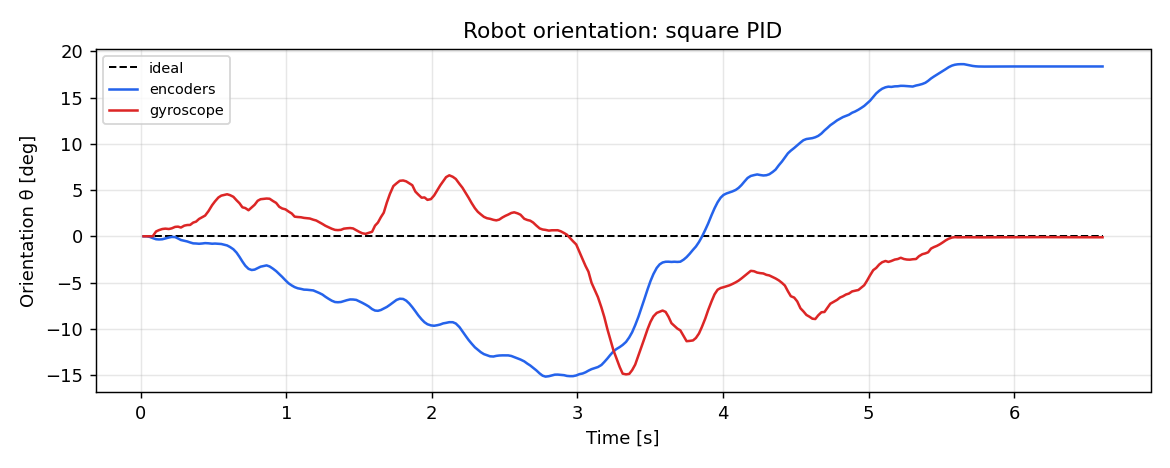 Robot orientation: square PID
ideal
encoders
gyroscope
Orientation θ [deg]
20
15
10
5
0
−5
−10
−15
0 1 2 3 4 5 6
Time [s]